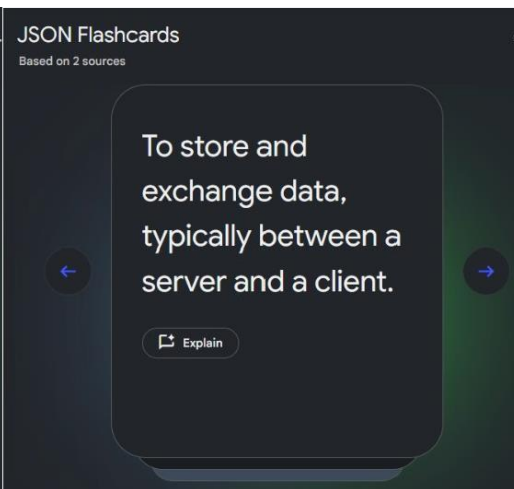 JSON Flashcards
Based on 2 sources
To store and
exchange data,
typically between a
server and a client.
Explain